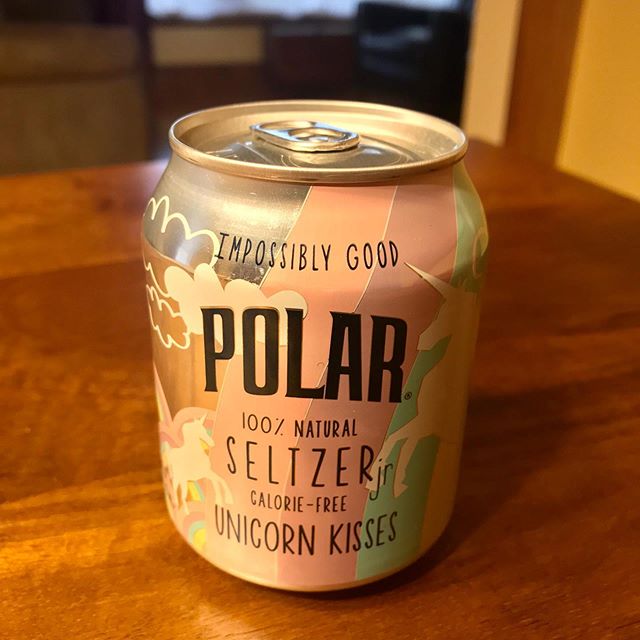 IMPOSSIBLY GOOD
POLAR®
100% NATURAL
SELTZER jr
CALORIE-FREE
UNICORN KISSES